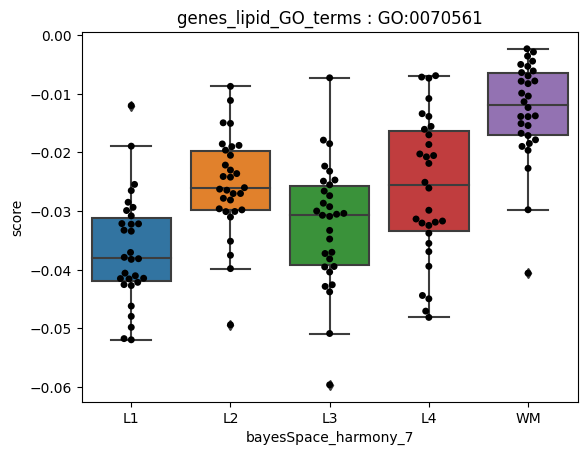 genes_lipid_GO_terms : GO:0070561
0.00
−0.01
−0.02
−0.03
−0.04
−0.05
−0.06
score
L1 L2 L3 L4 WM
bayesSpace_harmony_7